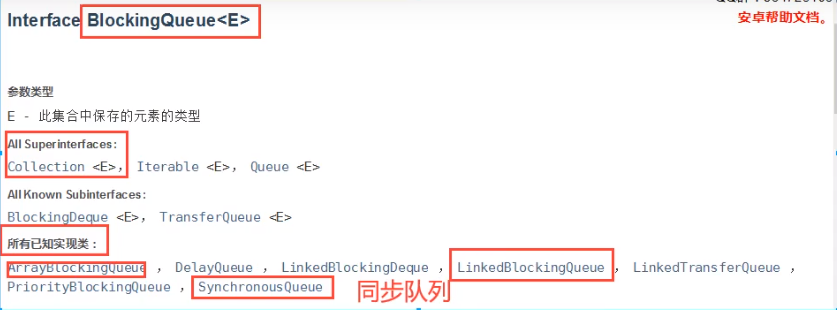 安卓帮助文档。
Interface BlockingQueue<E>
参数类型
E - 此集合中保存的元素的类型
All Superinterfaces:
Collection <E>, Iterable <E>, Queue <E>
All Known Subinterfaces:
BlockingDeque <E>, TransferQueue <E>
所有已知实现类:
ArrayBlockingQueue , DelayQueue , LinkedBlockingDeque , LinkedBlockingQueue , LinkedTransferQueue ,
PriorityBlockingQueue , SynchronousQueue
同步队列